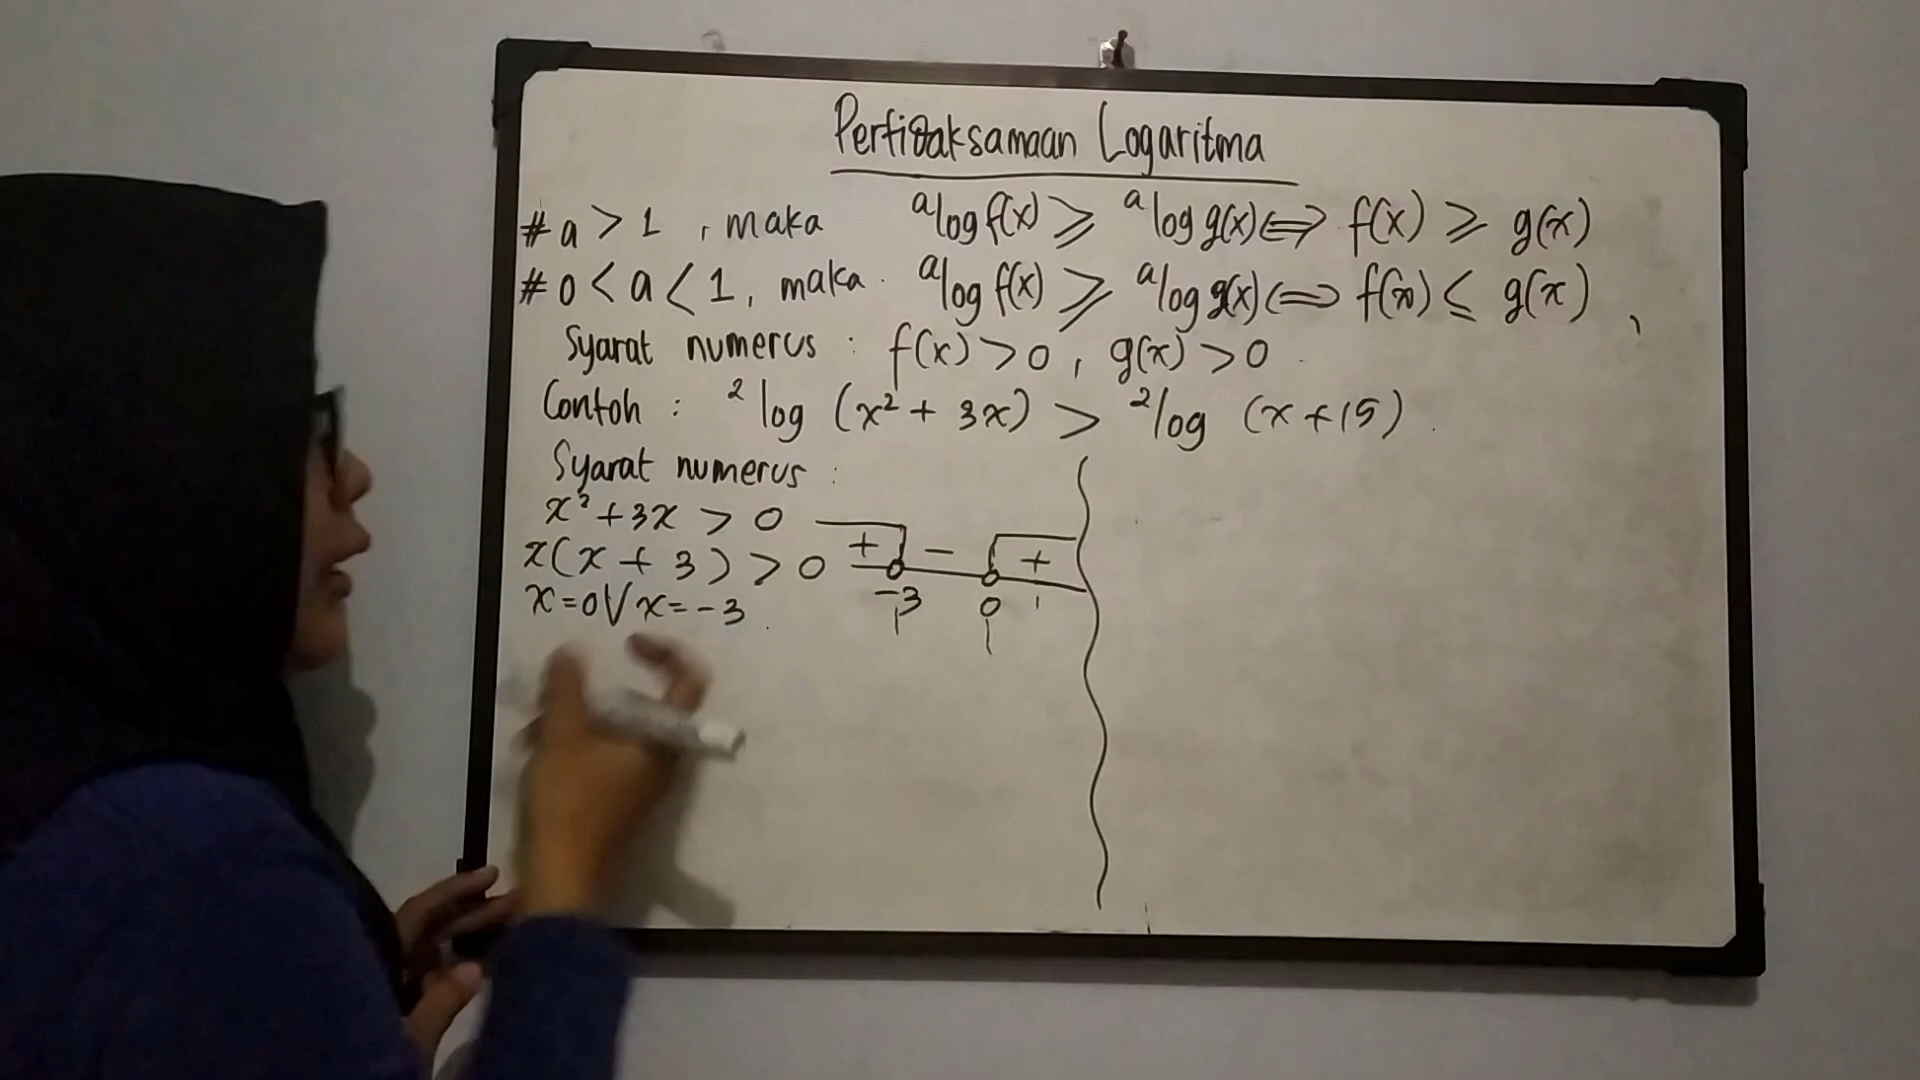 Pertidaksamaan Logaritma
# a > 1 , maka ᵃlog f(x) ⩾ ᵃlog g(x) ⟺ f(x) ⩾ g(x)
# 0 < a < 1, maka ᵃlog f(x) ⩾ ᵃlog g(x) ⟺ f(x) ≤ g(x)
Syarat numerus : f(x) > 0 , g(x) > 0
Contoh : ²log (x² + 3x) > ²log (x + 15)
Syarat numerus :
x² + 3x > 0
x(x + 3) > 0
x = 0 V x = -3
+ - +
-3 0